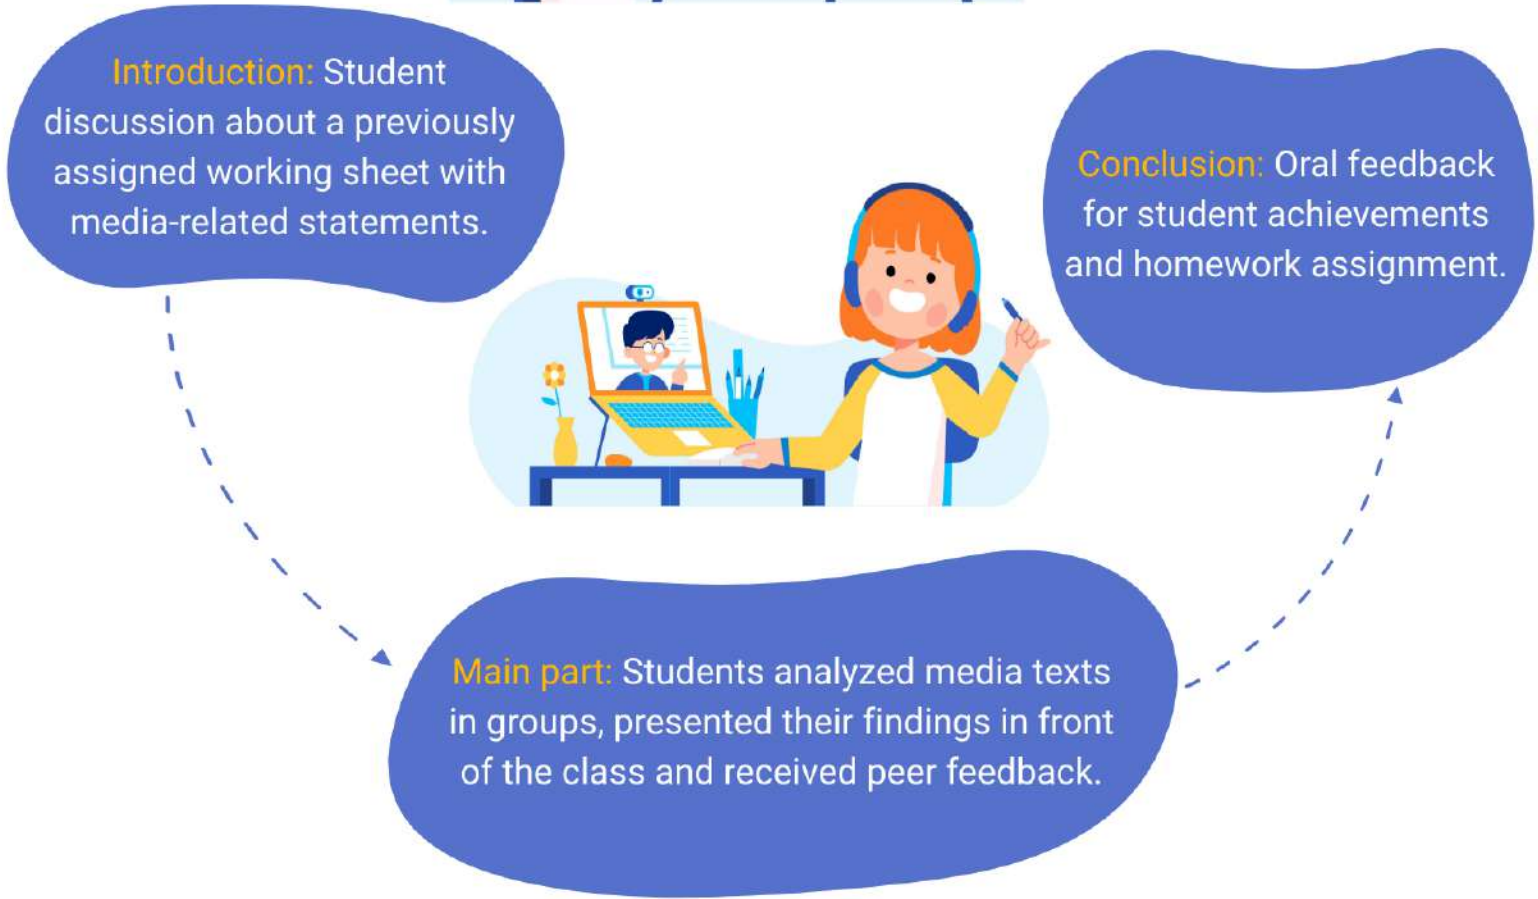 Introduction: Student
discussion about a previously
assigned working sheet with
media-related statements.
Main part: Students analyzed media texts
in groups, presented their findings in front
of the class and received peer feedback.
Conclusion: Oral feedback
for student achievements
and homework assignment.